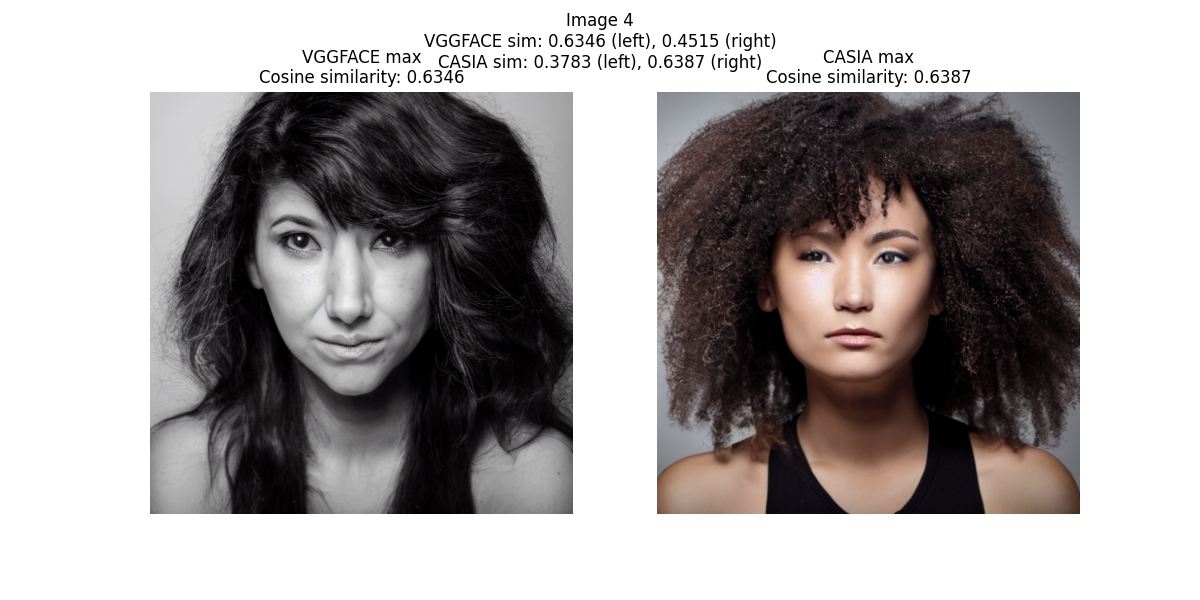 Image 4
VGGFACE sim: 0.6346 (left), 0.4515 (right)
CASIA sim: 0.3783 (left), 0.6387 (right)
VGGFACE max
Cosine similarity: 0.6346
CASIA max
Cosine similarity: 0.6387